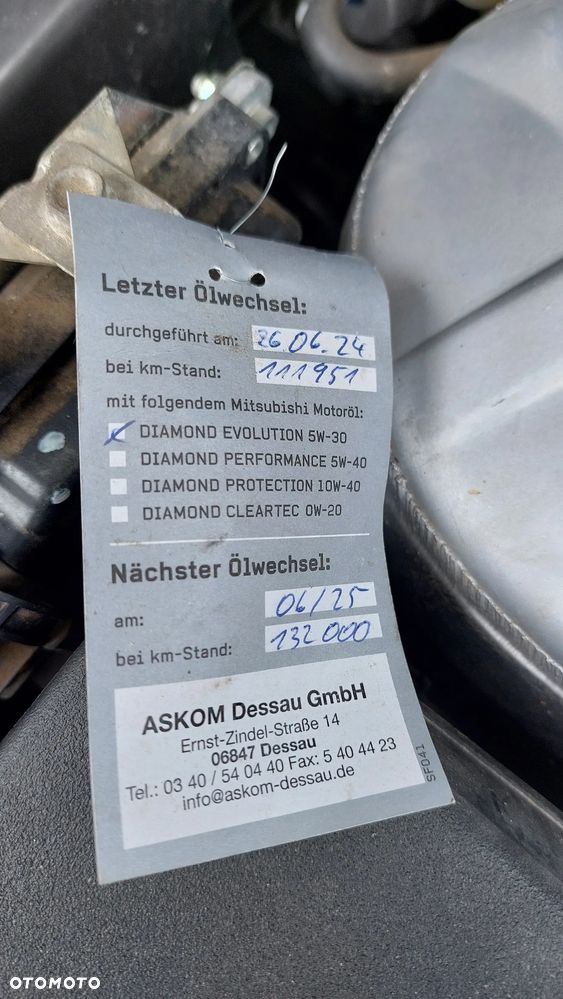 Letzter Ölwechsel:
durchgeführt am: 26.06.24
bei km-Stand: 111951
mit folgendem Mitsubishi Motoröl:
DIAMOND EVOLUTION 5W-30
DIAMOND PERFORMANCE 5W-40
DIAMOND PROTECTION 10W-40
DIAMOND CLEARTEC 0W-20
Nächster Ölwechsel:
am: 06/25
bei km-Stand: 132000
ASKOM Dessau GmbH
Ernst-Zindel-Straße 14
06847 Dessau
Tel.: 03 40 / 54 04 40 Fax: 5 40 44 23
info@askom-dessau.de
SF041
OTOMOTO